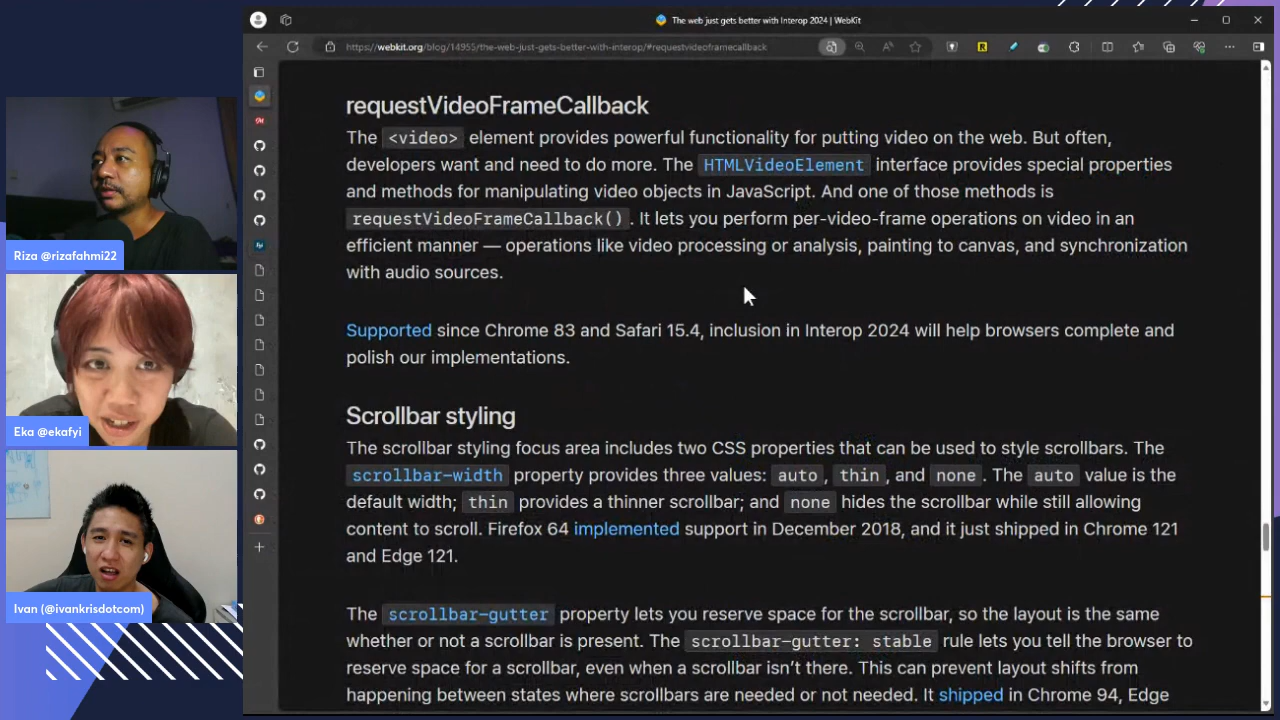 The web just gets better with Interop 2024 | WebKit
https://webkit.org/blog/14955/the-web-just-gets-better-with-interop/#requestvideoframecallback
Riza @rizafahmi22
Eka @ekafyi
Ivan (@ivankrisdotcom)
requestVideoFrameCallback
The <video> element provides powerful functionality for putting video on the web. But often,
developers want and need to do more. The HTMLVideoElement interface provides special properties
and methods for manipulating video objects in JavaScript. And one of those methods is
requestVideoFrameCallback(). It lets you perform per-video-frame operations on video in an
efficient manner — operations like video processing or analysis, painting to canvas, and synchronization
with audio sources.
Supported since Chrome 83 and Safari 15.4, inclusion in Interop 2024 will help browsers complete and
polish our implementations.
Scrollbar styling
The scrollbar styling focus area includes two CSS properties that can be used to style scrollbars. The
scrollbar-width property provides three values: auto, thin, and none. The auto value is the
default width; thin provides a thinner scrollbar; and none hides the scrollbar while still allowing
content to scroll. Firefox 64 implemented support in December 2018, and it just shipped in Chrome 121
and Edge 121.
The scrollbar-gutter property lets you reserve space for the scrollbar, so the layout is the same
whether or not a scrollbar is present. The scrollbar-gutter: stable rule lets you tell the browser to
reserve space for a scrollbar, even when a scrollbar isn’t there. This can prevent layout shifts from
happening between states where scrollbars are needed or not needed. It shipped in Chrome 94, Edge